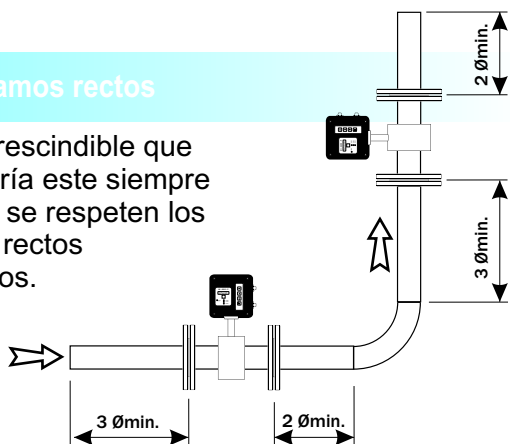 amos rectos
rescindible que
ría este siempre
se respeten los
rectos
os.
2 Ømin.
3 Ømin.
3 Ømin.
2 Ømin.